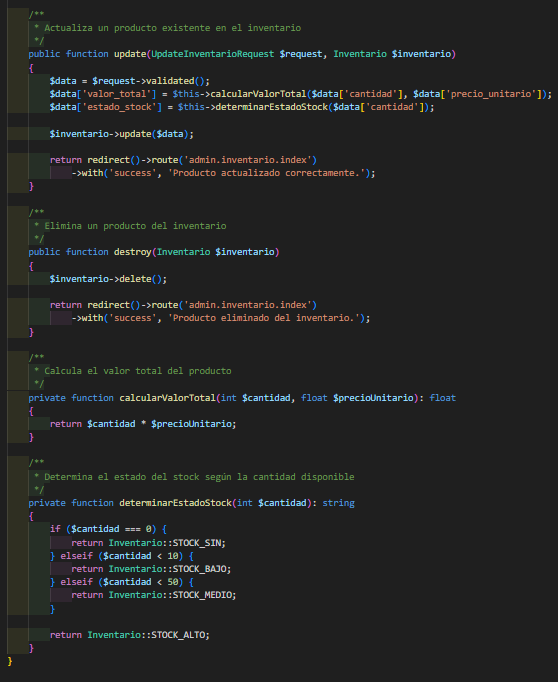 /**
 * Actualiza un producto existente en el inventario
 */
public function update(UpdateInventarioRequest $request, Inventario $inventario)
{
    $data = $request->validated();
    $data['valor_total'] = $this->calcularValorTotal($data['cantidad'], $data['precio_unitario']);
    $data['estado_stock'] = $this->determinarEstadoStock($data['cantidad']);

    $inventario->update($data);

    return redirect()->route('admin.inventario.index')
        ->with('success', 'Producto actualizado correctamente.');
}

/**
 * Elimina un producto del inventario
 */
public function destroy(Inventario $inventario)
{
    $inventario->delete();

    return redirect()->route('admin.inventario.index')
        ->with('success', 'Producto eliminado del inventario.');
}

/**
 * Calcula el valor total del producto
 */
private function calcularValorTotal(int $cantidad, float $precioUnitario): float
{
    return $cantidad * $precioUnitario;
}

/**
 * Determina el estado del stock según la cantidad disponible
 */
private function determinarEstadoStock(int $cantidad): string
{
    if ($cantidad === 0) {
        return Inventario::STOCK_SIN;
    } elseif ($cantidad < 10) {
        return Inventario::STOCK_BAJO;
    } elseif ($cantidad < 50) {
        return Inventario::STOCK_MEDIO;
    }

    return Inventario::STOCK_ALTO;
}
}